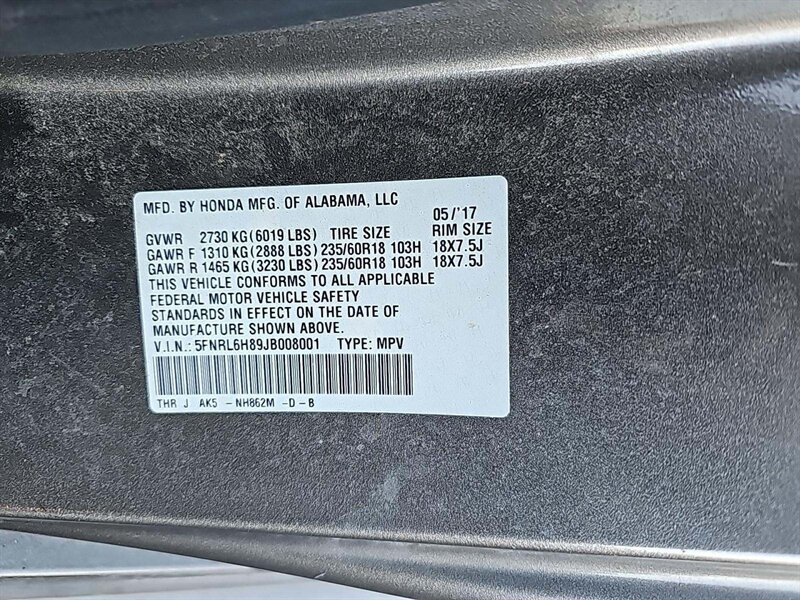 MFD. BY HONDA MFG. OF ALABAMA, LLC
05/'17
GVWR 2730 KG(6019 LBS) TIRE SIZE RIM SIZE
GAWR F 1310 KG(2888 LBS)235/60R18 103H 18X7.5J
GAWR R 1465 KG(3230 LBS)235/60R18 103H 18X7.5J
THIS VEHICLE CONFORMS TO ALL APPLICABLE
FEDERAL MOTOR VEHICLE SAFETY
STANDARDS IN EFFECT ON THE DATE OF
MANUFACTURE SHOWN ABOVE.
V.I.N.: 5FNRL6H89JB008001 TYPE: MPV
THR J AK5 -NH862M -D-B